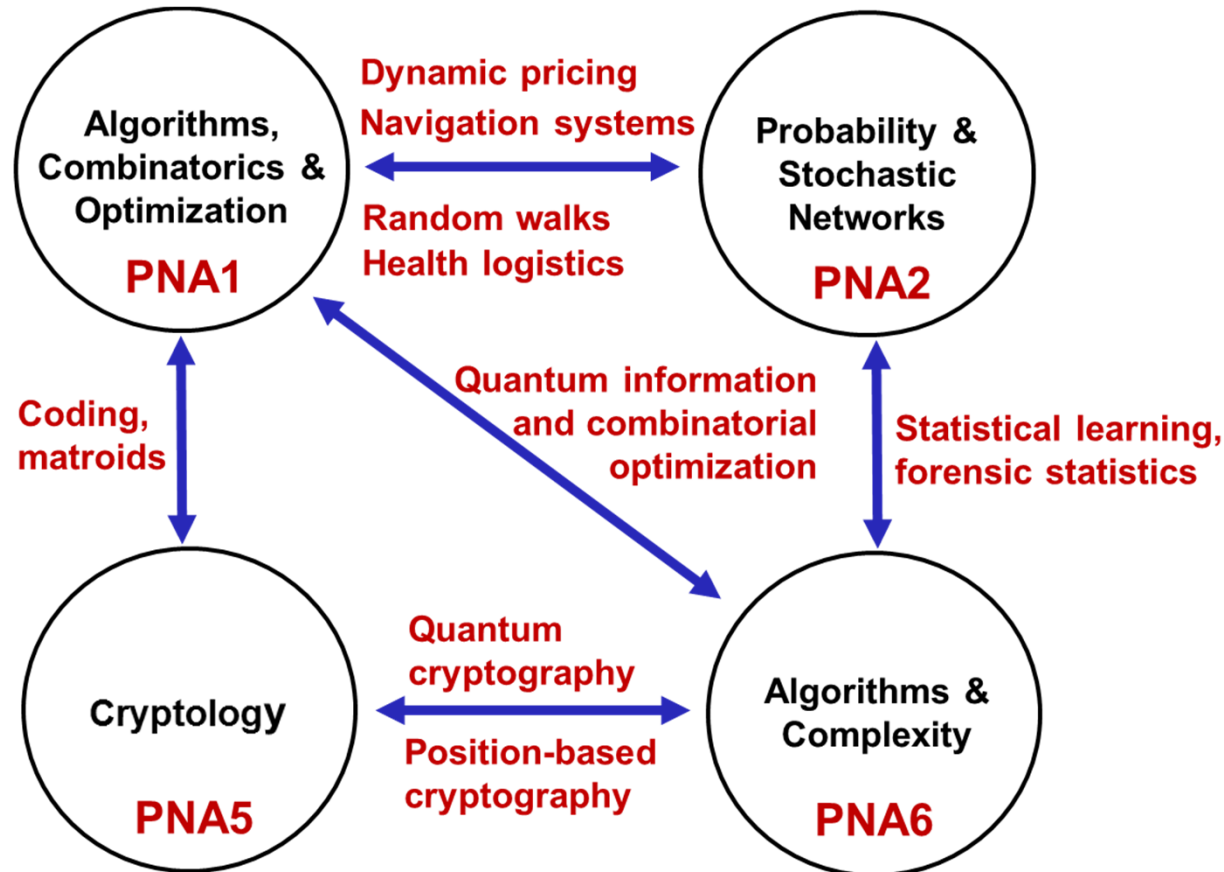 Algorithms,
Combinatorics &
Optimization
PNA1
Dynamic pricing
Navigation systems
Random walks
Health logistics
Probability &
Stochastic
Networks
PNA2
Coding,
matroids
Quantum information
and combinatorial
optimization
Statistical learning,
forensic statistics
Cryptology
PNA5
Quantum
cryptography
Position-based
cryptography
Algorithms &
Complexity
PNA6